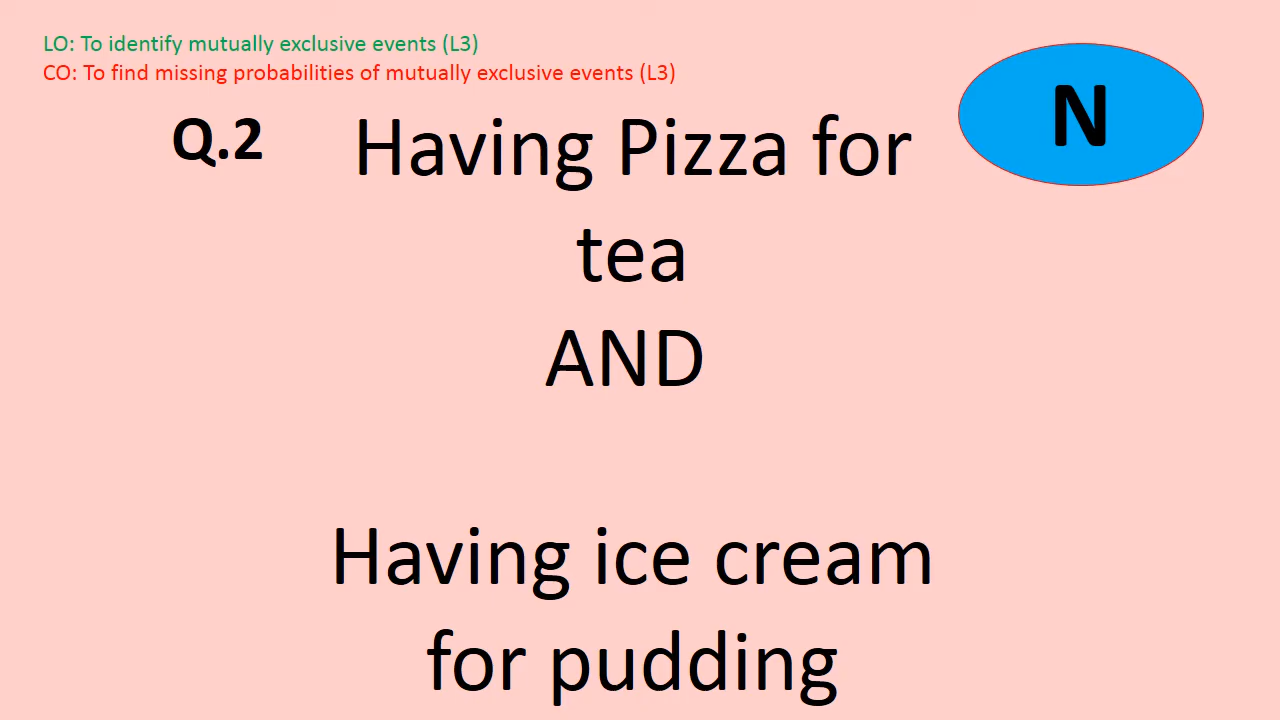 LO: To identify mutually exclusive events (L3)
CO: To find missing probabilities of mutually exclusive events (L3)
Q.2
Having Pizza for
tea
AND
Having ice cream
for pudding
N